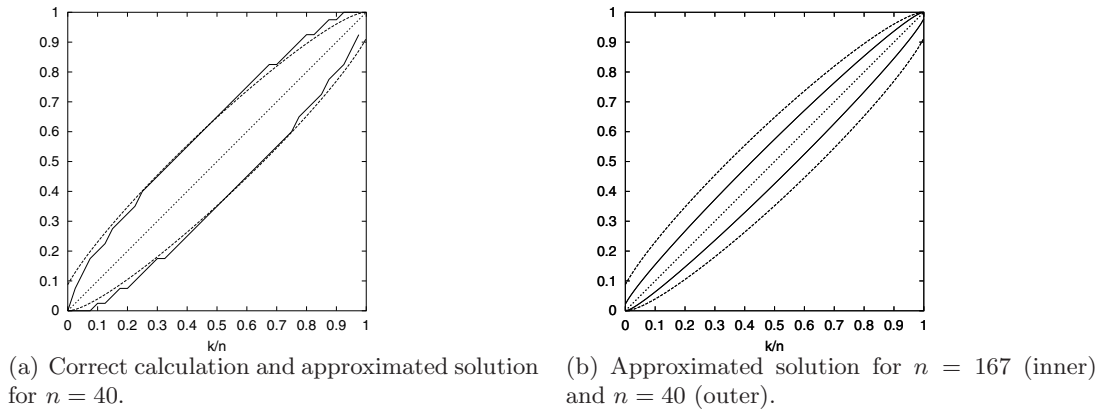 1
0.9
0.8
0.7
0.6
0.5
0.4
0.3
0.2
0.1
0
0 0.1 0.2 0.3 0.4 0.5 0.6 0.7 0.8 0.9 1
k/n
(a) Correct calculation and approximated solution
for n = 40.
1
0.9
0.8
0.7
0.6
0.5
0.4
0.3
0.2
0.1
0
0 0.1 0.2 0.3 0.4 0.5 0.6 0.7 0.8 0.9 1
k/n
(b) Approximated solution for n = 167 (inner)
and n = 40 (outer).